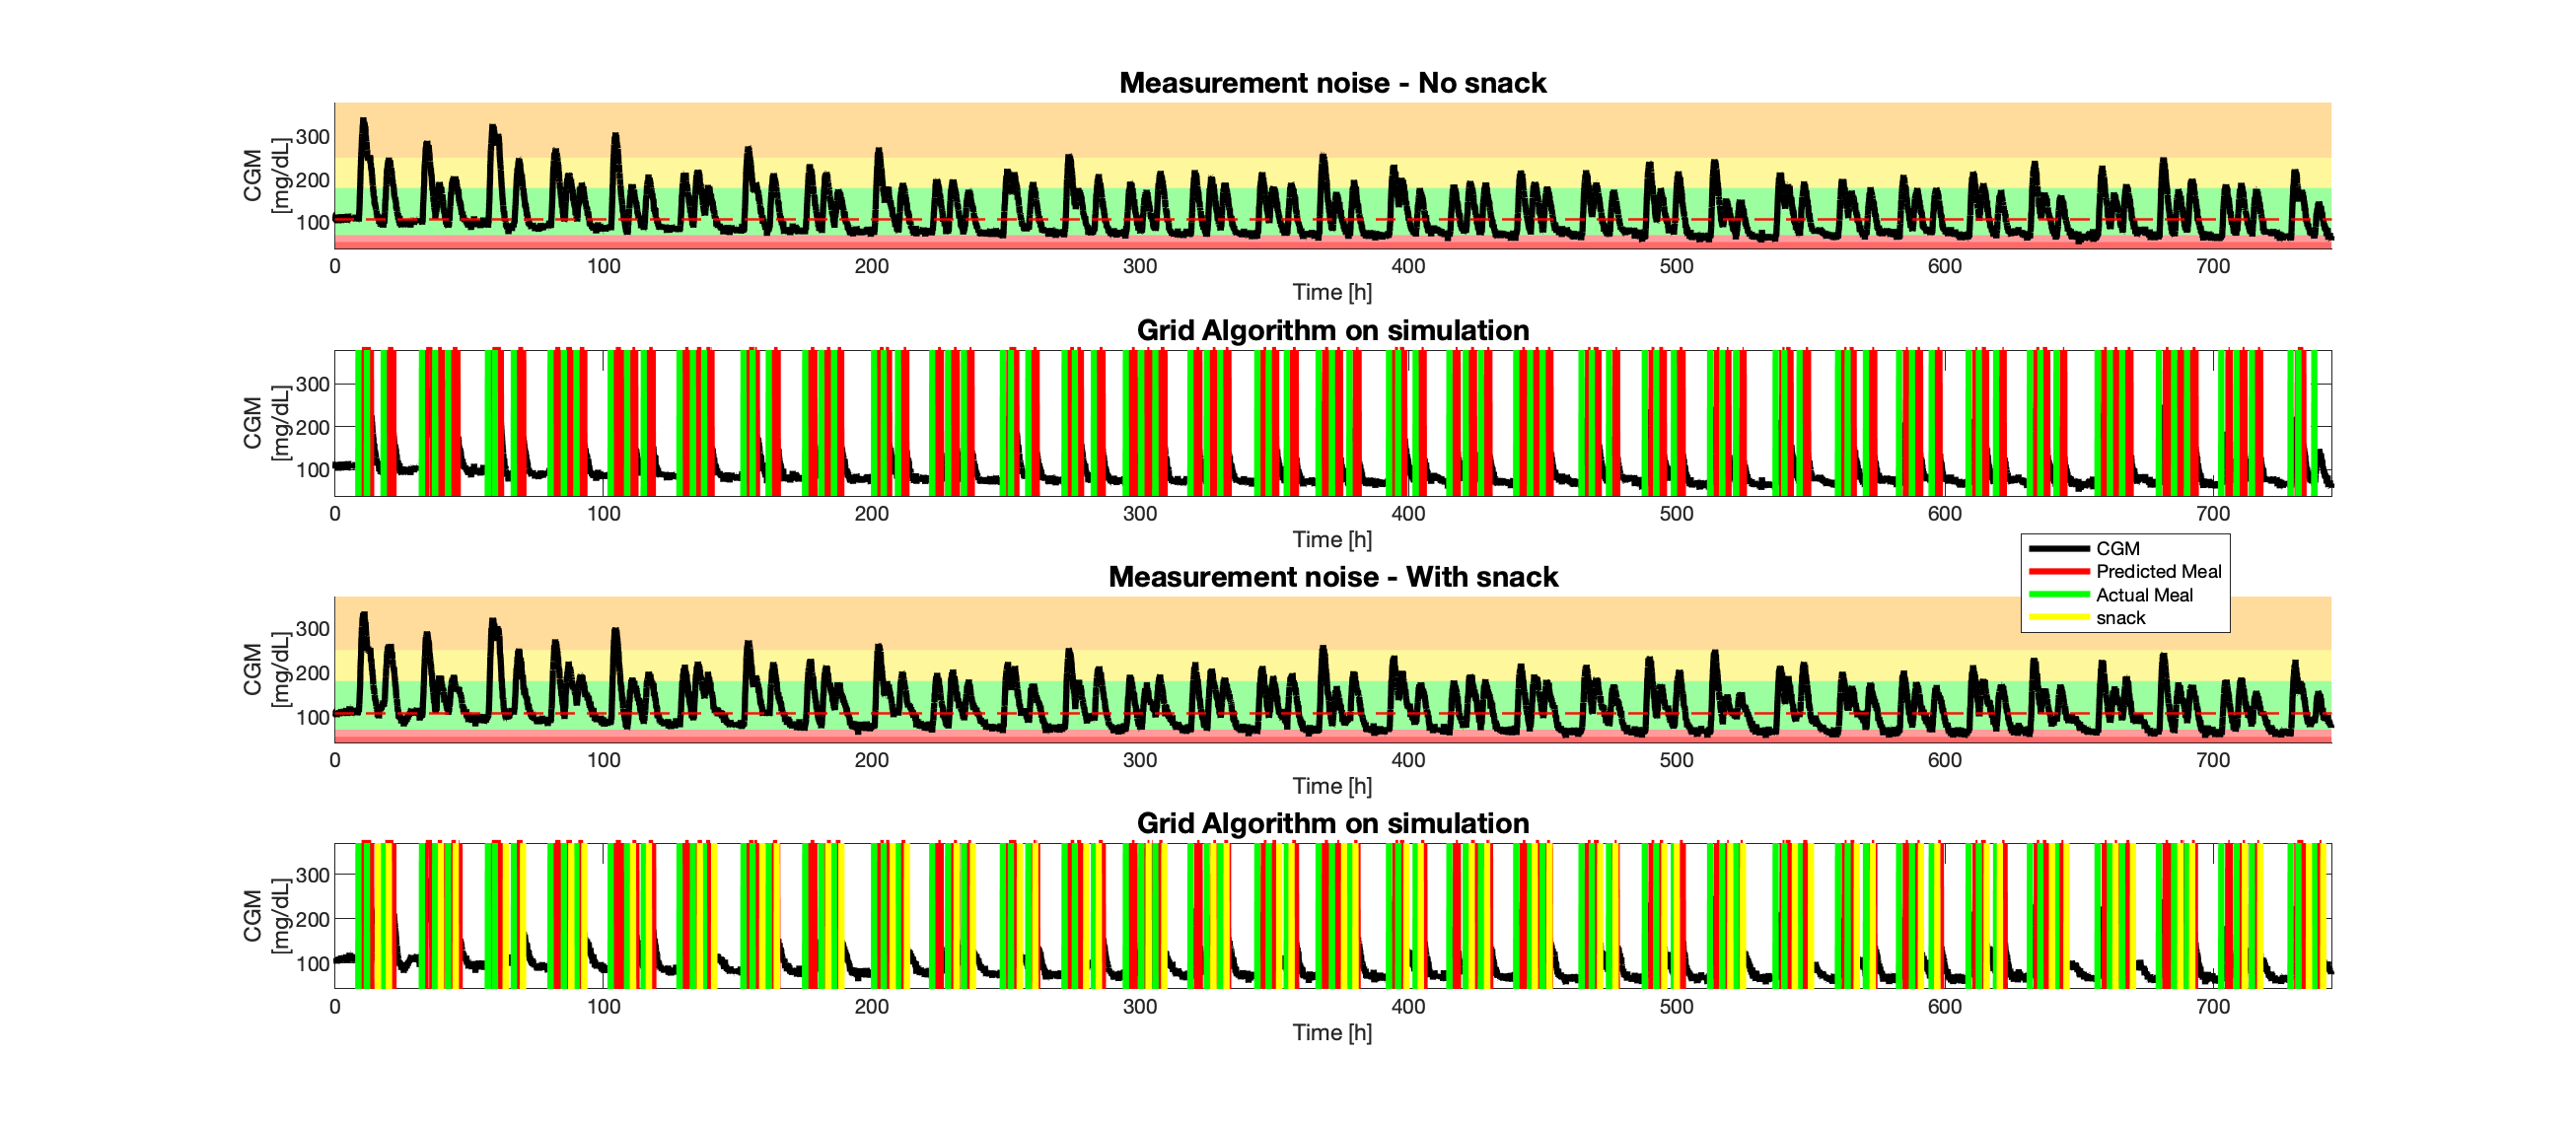 Measurement noise - No snack
CGM
[mg/dL]
300
200
100
0 100 200 300 400 500 600 700
Time [h]
Grid Algorithm on simulation
CGM
[mg/dL]
300
200
100
0 100 200 300 400 500 600 700
Time [h]
CGM
Predicted Meal
Actual Meal
snack
Measurement noise - With snack
CGM
[mg/dL]
300
200
100
0 100 200 300 400 500 600 700
Time [h]
Grid Algorithm on simulation
CGM
[mg/dL]
300
200
100
0 100 200 300 400 500 600 700
Time [h]